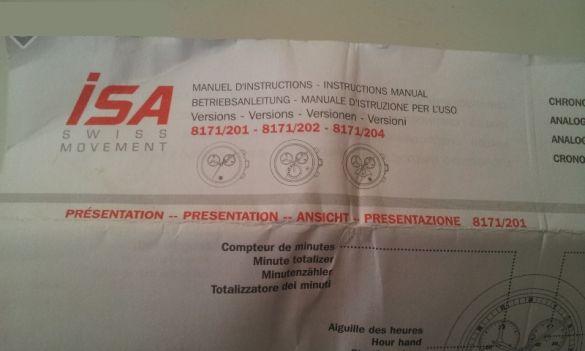 isa
SWISS
MOVEMENT
MANUEL D'INSTRUCTIONS - INSTRUCTIONS MANUAL
BETRIEBSANLEITUNG - MANUALE D'ISTRUZIONE PER L'USO
Versions - Versions - Versionen - Versioni
8171/201 - 8171/202 - 8171/204
CHRONO
ANALOG
ANALO
CRONO
PRÉSENTATION -- PRESENTATION -- ANSICHT -- PRESENTAZIONE 8171/201
Compteur de minutes
Minute totalizer
Minutenzähler
Totalizzatore dei minuti
Aiguille des heures
Hour hand